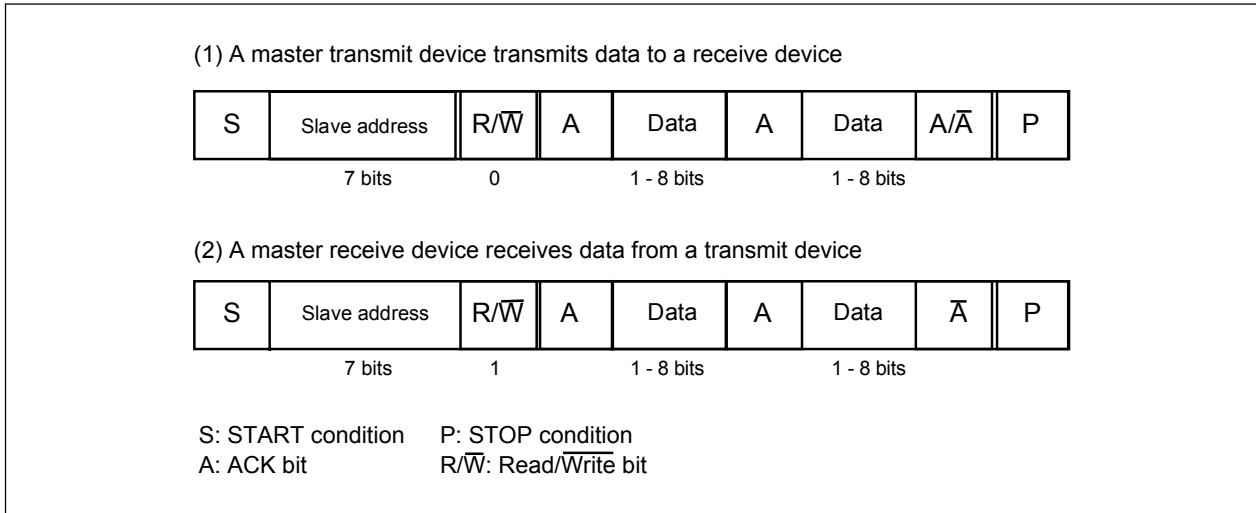 (1) A master transmit device transmits data to a receive device
S Slave address R/W̅ A Data A Data A/A̅ P
7 bits 0 1 - 8 bits 1 - 8 bits
(2) A master receive device receives data from a transmit device
S Slave address R/W̅ A Data A Data A̅ P
7 bits 1 1 - 8 bits 1 - 8 bits
S: START condition P: STOP condition
A: ACK bit R/W̅: Read/W̅r̅i̅t̅e̅ bit